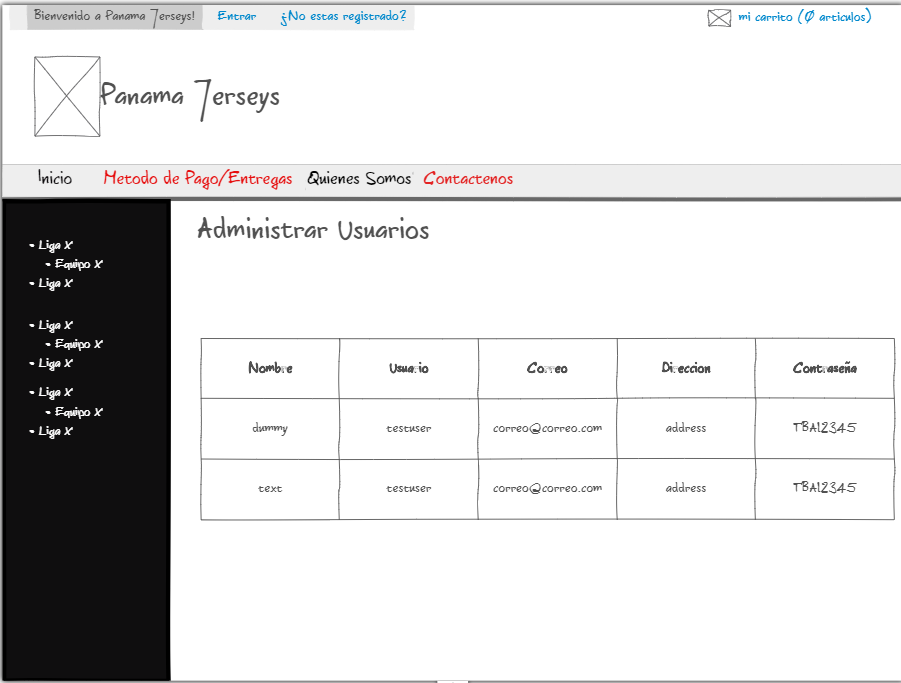 Bienvenido a Panama Jerseys! Entrar ¿No estas registrado? mi carrito (0 articulos)
Panama Jerseys
Inicio Metodo de Pago/Entregas Quienes Somos Contactenos
Administrar Usuarios
- Liga X
- Equipo X
- Liga X
- Liga X
- Equipo X
- Liga X
- Liga X
- Equipo X
- Liga X
Nombre Usuario Correo Direccion Contraseña
dummy testuser correo@correo.com address TBA12345
text testuser correo@correo.com address TBA12345